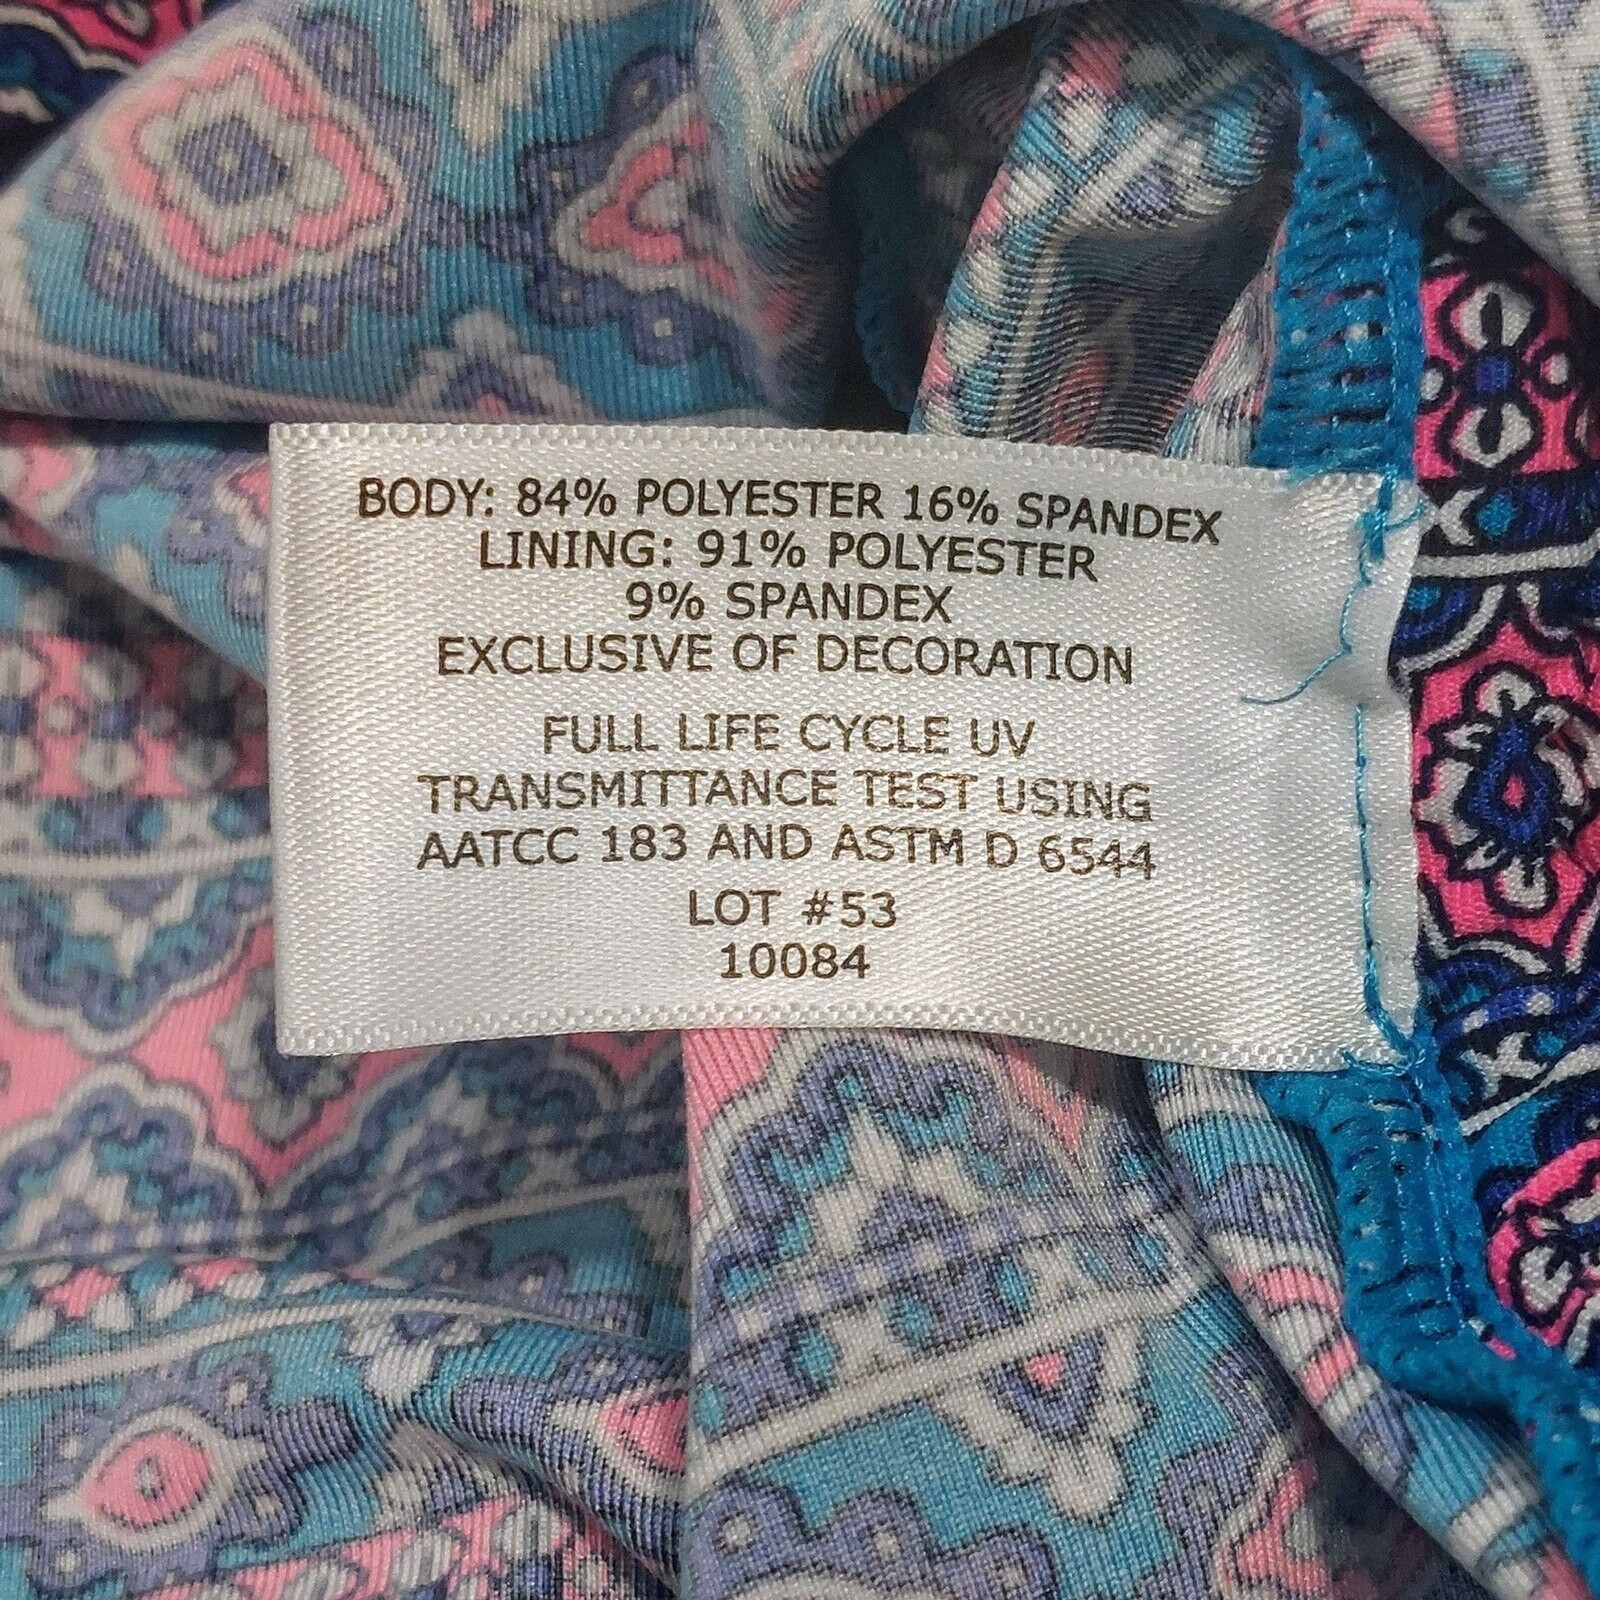 BODY: 84% POLYESTER 16% SPANDEX
LINING: 91% POLYESTER
9% SPANDEX
EXCLUSIVE OF DECORATION
FULL LIFE CYCLE UV
TRANSMITTANCE TEST USING
AATCC 183 AND ASTM D 6544
LOT #53
10084